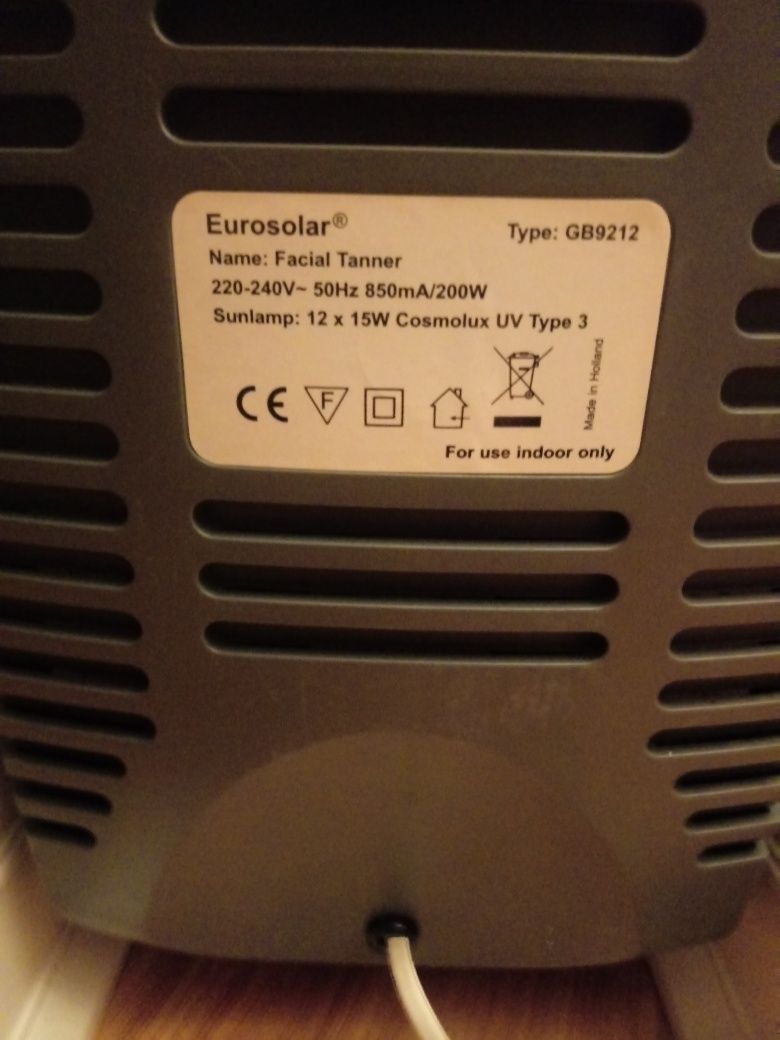 Eurosolar®
Type: GB9212
Name: Facial Tanner
220-240V~ 50Hz 850mA/200W
Sunlamp: 12 x 15W Cosmolux UV Type 3
CE
F
Made in Holland
For use indoor only